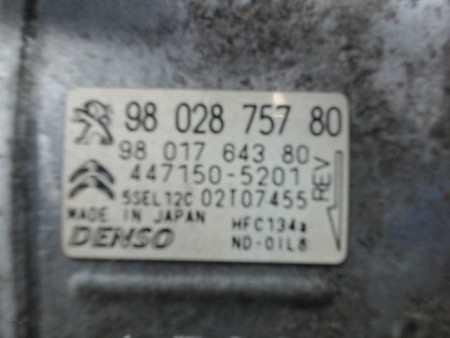 98 028 757 80
98 017 643 80
447150-5201
5SEL12C 02T07455
REV
MADE IN JAPAN HFC134a
DENSO ND-OIL8